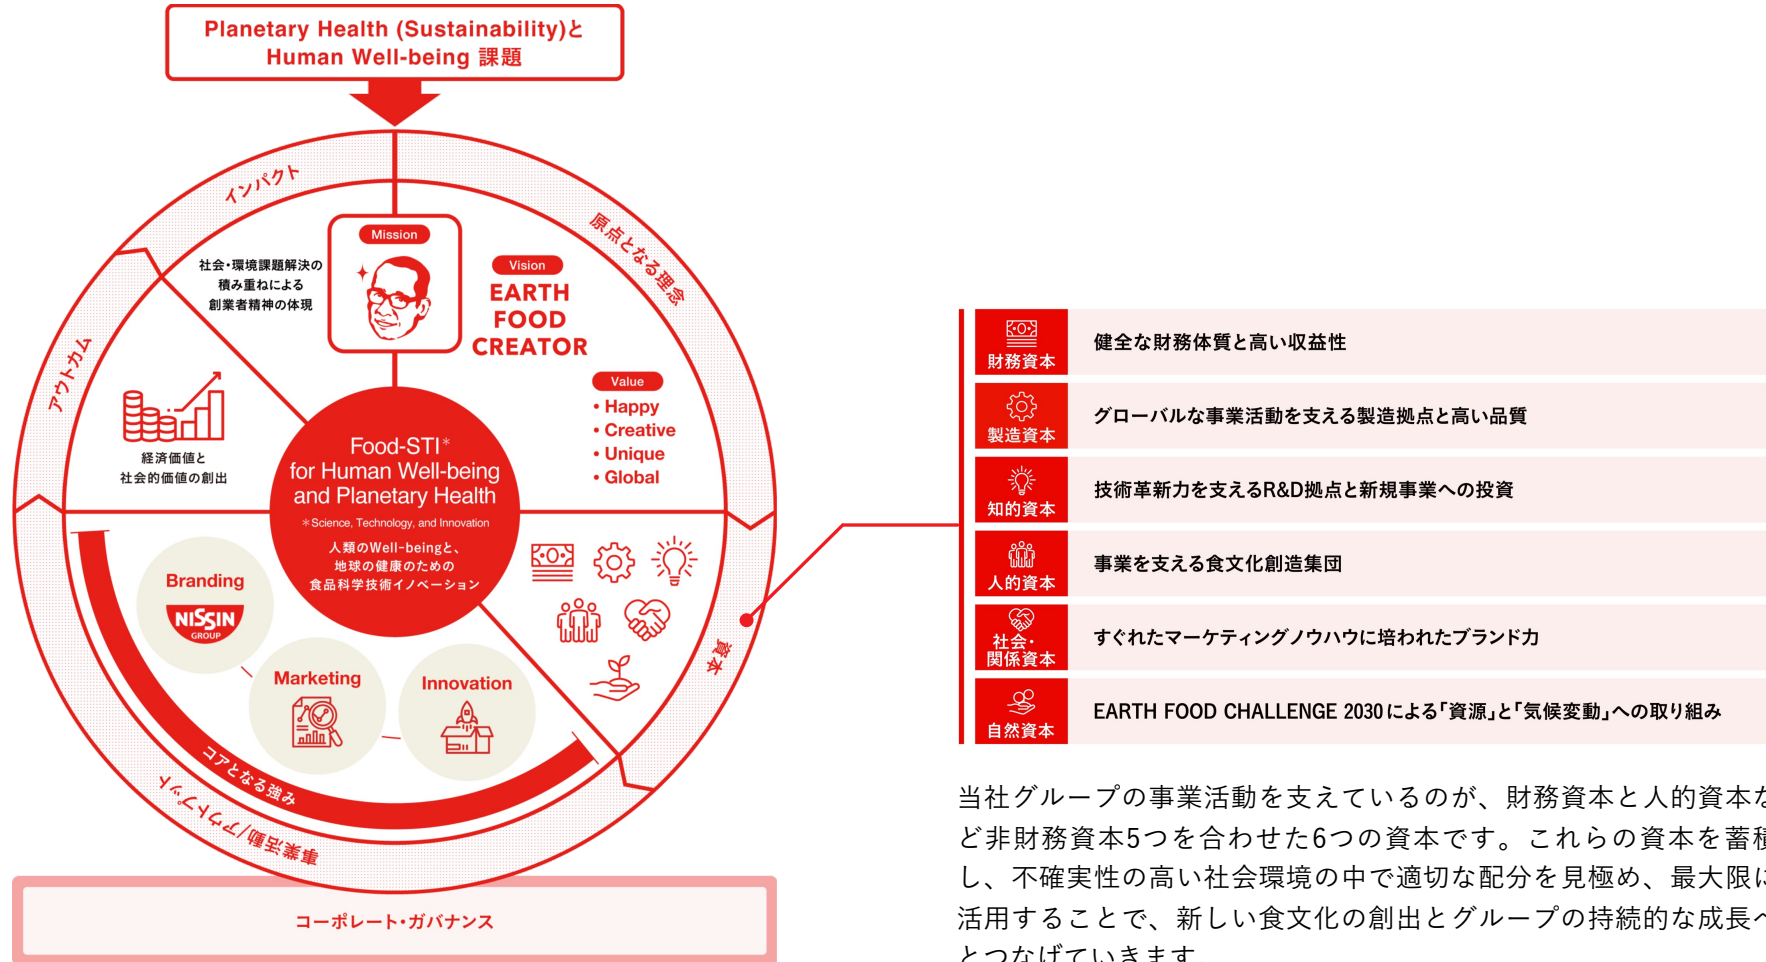 Planetary Health (Sustainability)と
Human Well-being 課題
インパクト
原点となる理念
アウトカム
資本
事業活動/アウトプット
Mission
社会・環境課題解決の
積み重ねによる
創業者精神の体現
Vision
EARTH
FOOD
CREATOR
Value
• Happy
• Creative
• Unique
• Global
経済価値と
社会的価値の創出
Food-STI*
for Human Well-being
and Planetary Health
*Science, Technology, and Innovation
人類のWell-beingと、
地球の健康のための
食品科学技術イノベーション
Branding
NISSIN
GROUP
Marketing
Innovation
コアとなる強み
コーポレート・ガバナンス
財務資本
健全な財務体質と高い収益性
製造資本
グローバルな事業活動を支える製造拠点と高い品質
知的資本
技術革新力を支えるR&D拠点と新規事業への投資
人的資本
事業を支える食文化創造集団
社会・
関係資本
すぐれたマーケティングノウハウに培われたブランド力
自然資本
EARTH FOOD CHALLENGE 2030による「資源」と「気候変動」への取り組み
当社グループの事業活動を支えているのが、財務資本と人的資本な
ど非財務資本5つを合わせた6つの資本です。これらの資本を蓄積
し、不確実性の高い社会環境の中で適切な配分を見極め、最大限に
活用することで、新しい食文化の創出とグループの持続的な成長へ
とつなげていきます